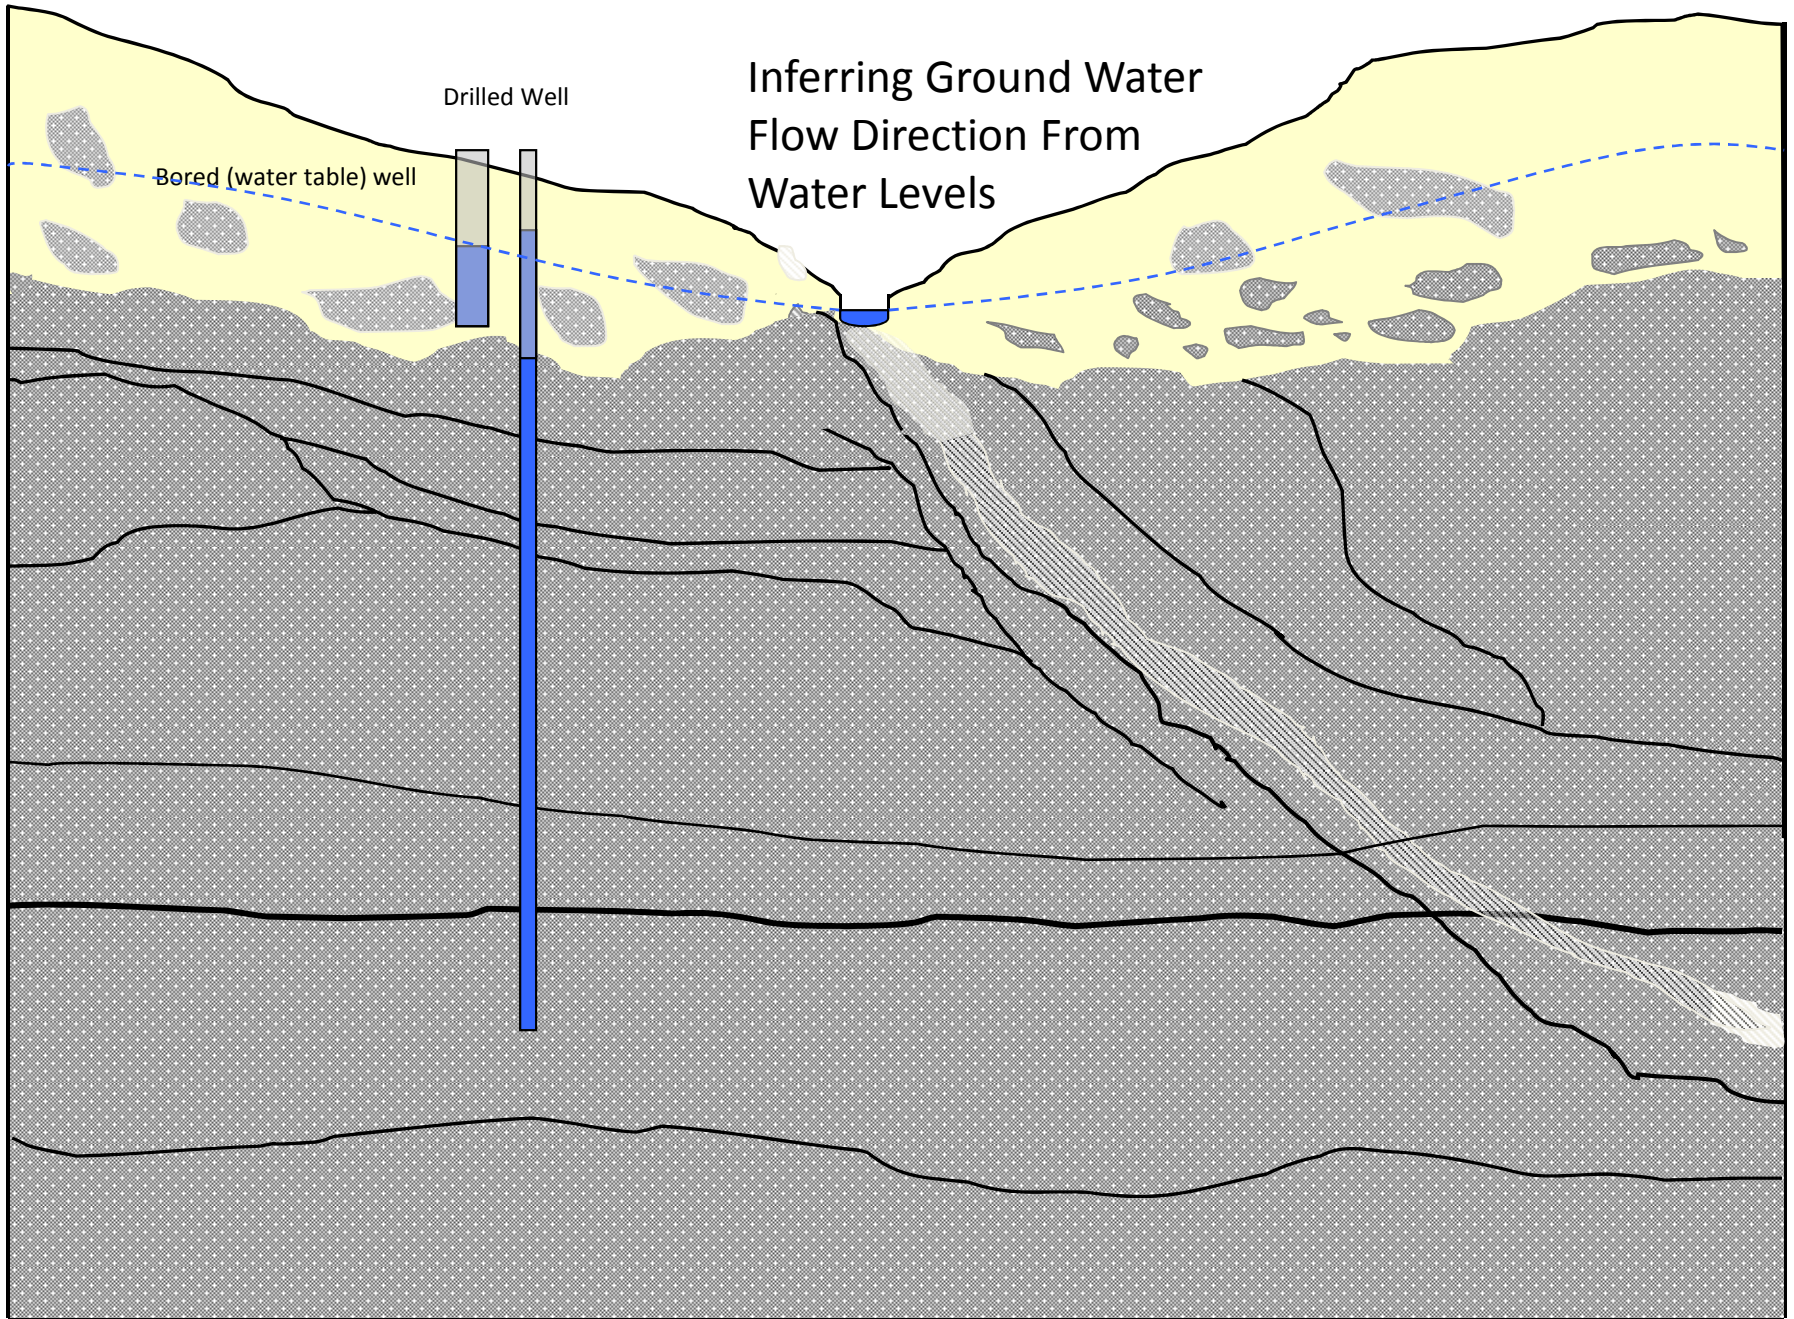 Inferring Ground Water
Flow Direction From
Water Levels
Drilled Well
Bored (water table) well